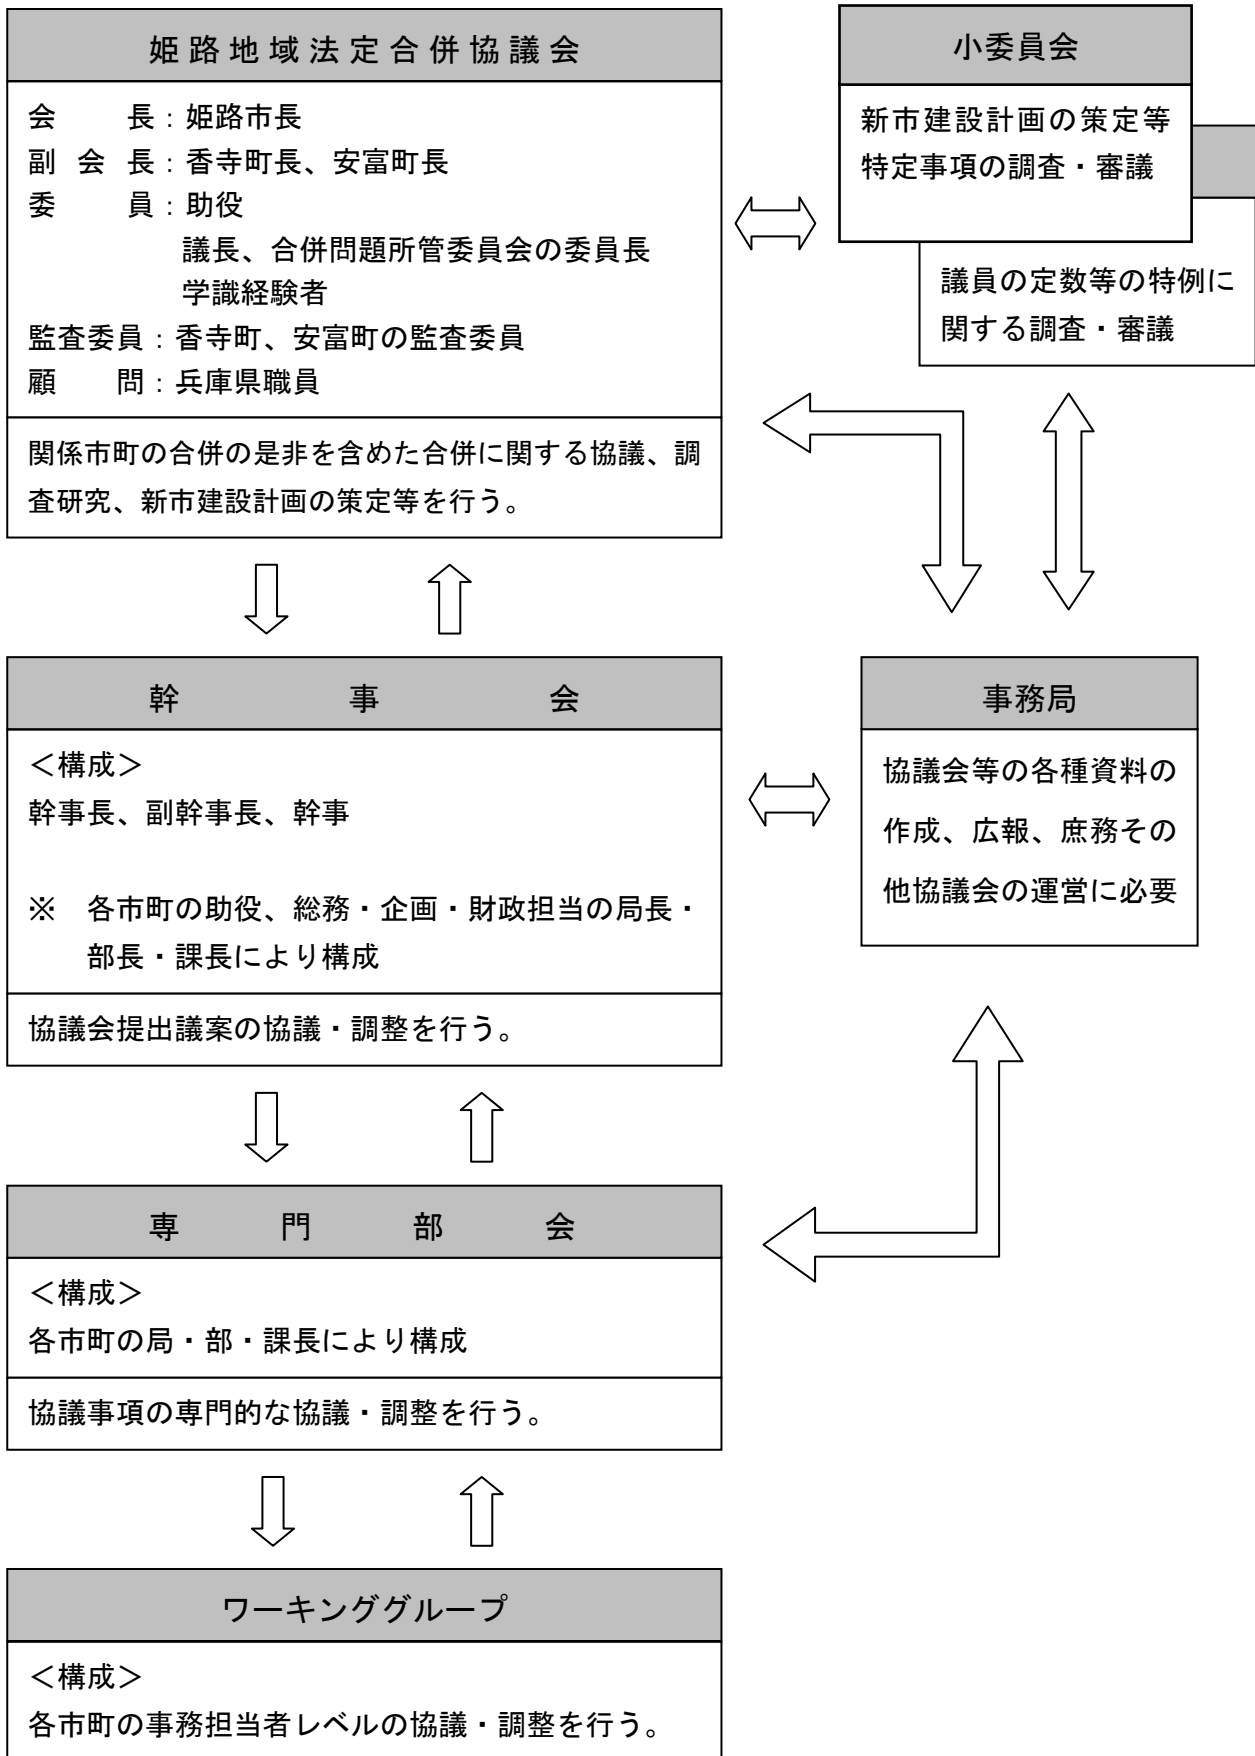 姫路地域法定合併協議会
会長：姫路市長
副会長：香寺町長、安富町長
委員：助役
議長、合併問題所管委員会の委員長
学識経験者
監査委員：香寺町、安富町の監査委員
顧問：兵庫県職員
関係市町の合併の是非を含めた合併に関する協議、調
査研究、新市建設計画の策定等を行う。
小委員会
新市建設計画の策定等
特定事項の調査・審議
議員の定数等の特例に
関する調査・審議
幹事会
＜構成＞
幹事長、副幹事長、幹事
※　各市町の助役、総務・企画・財政担当の局長・
部長・課長により構成
協議会提出議案の協議・調整を行う。
事務局
協議会等の各種資料の
作成、広報、庶務その
他協議会の運営に必要
専門部会
＜構成＞
各市町の局・部・課長により構成
協議事項の専門的な協議・調整を行う。
ワーキンググループ
＜構成＞
各市町の事務担当者レベルの協議・調整を行う。